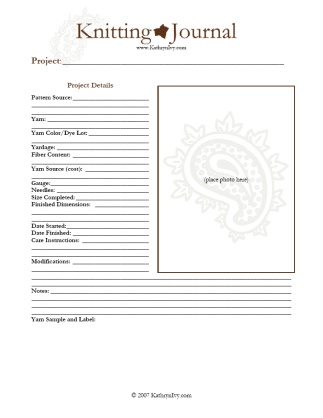 Knitting Journal
www.KathrynIvy.com
Project:
Project Details
Pattern Source:
Yarn:
Yarn Color/Dye Lot:
Yardage:
Fiber Content:
Yarn Source (cost):
Gauge:
Needles:
Size Completed:
Finished Dimensions:
Date Started:
Date Finished:
Care Instructions:
Modifications:
(place photo here)
Notes:
Yarn Sample and Label:
© 2007 KathrynIvy.com